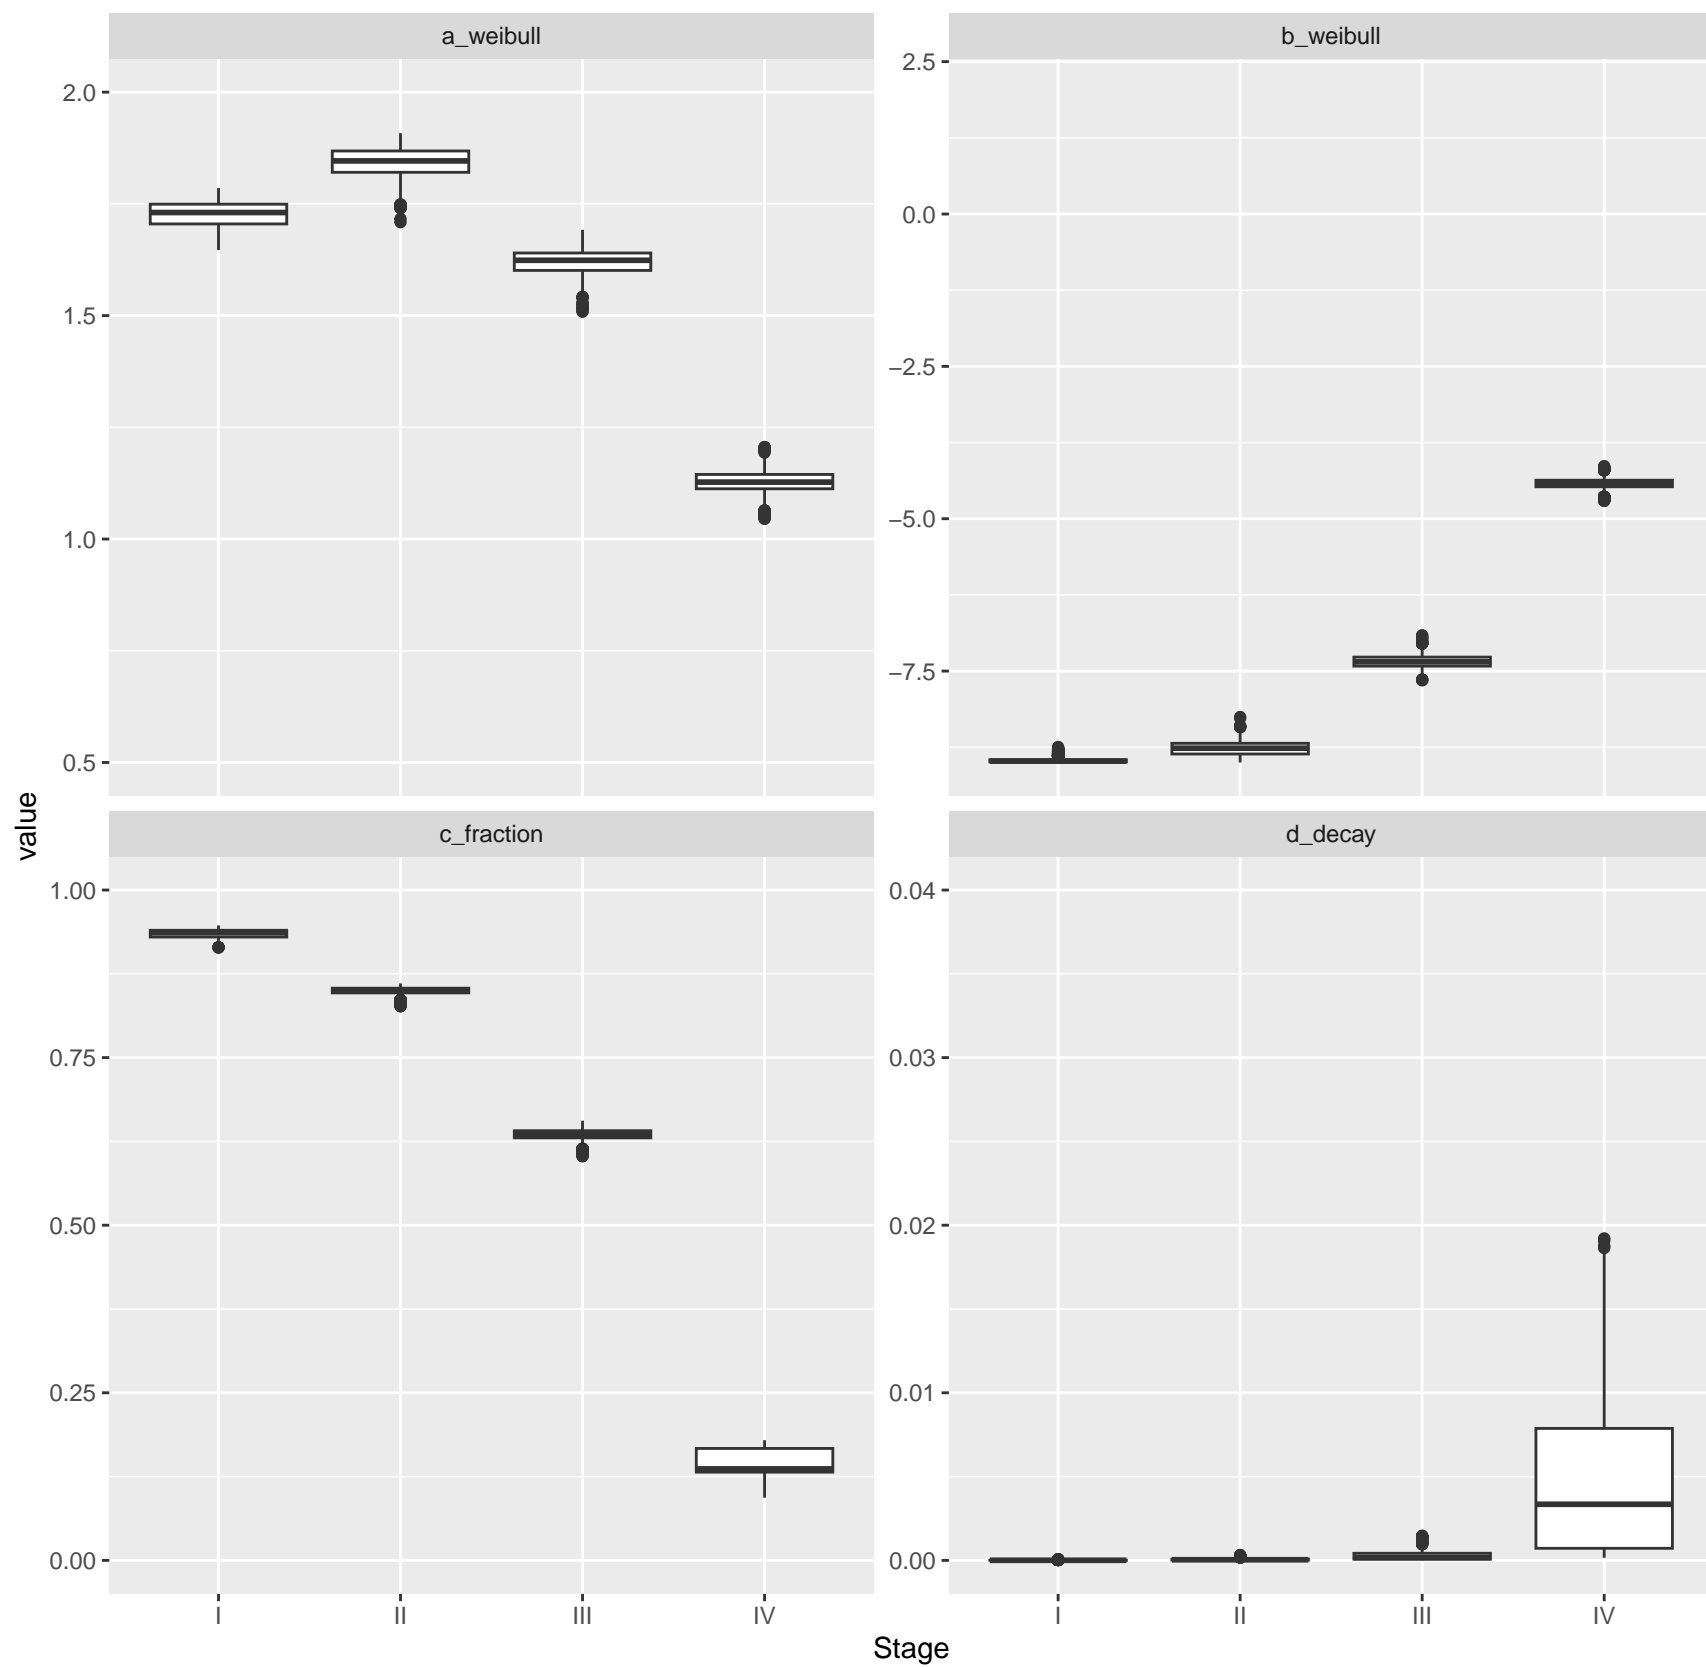 a_weibull
b_weibull
2.0
1.5
1.0
0.5
2.5
0.0
−2.5
−5.0
−7.5
value
c_fraction
d_decay
1.00
0.75
0.50
0.25
0.00
0.04
0.03
0.02
0.01
0.00
I II III IV
I II III IV
Stage